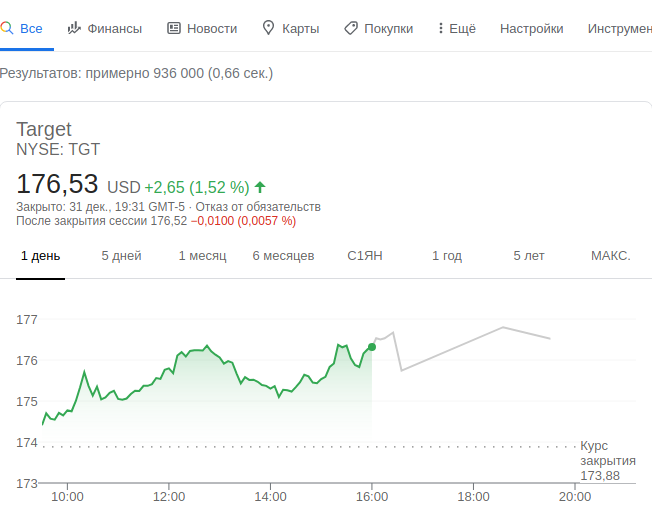 Все Финансы Новости Карты Покупки Ещё Настройки Инструмен
Результатов: примерно 936 000 (0,66 сек.)
Target
NYSE: TGT
176,53 USD +2,65 (1,52 %)
Закрыто: 31 дек., 19:31 GMT-5 · Отказ от обязательств
После закрытия сессии 176,52 −0,0100 (0,0057 %)
1 день 5 дней 1 месяц 6 месяцев С1ЯН 1 год 5 лет МАКС.
177
176
175
174
Курс
закрытия
173,88
173
10:00 12:00 14:00 16:00 18:00 20:00